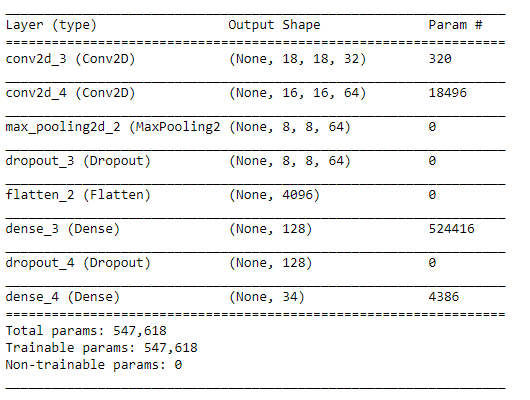 Layer (type) Output Shape Param #
conv2d_3 (Conv2D) (None, 18, 18, 32) 320
conv2d_4 (Conv2D) (None, 16, 16, 64) 18496
max_pooling2d_2 (MaxPooling2 (None, 8, 8, 64) 0
dropout_3 (Dropout) (None, 8, 8, 64) 0
flatten_2 (Flatten) (None, 4096) 0
dense_3 (Dense) (None, 128) 524416
dropout_4 (Dropout) (None, 128) 0
dense_4 (Dense) (None, 34) 4386
Total params: 547,618
Trainable params: 547,618
Non-trainable params: 0